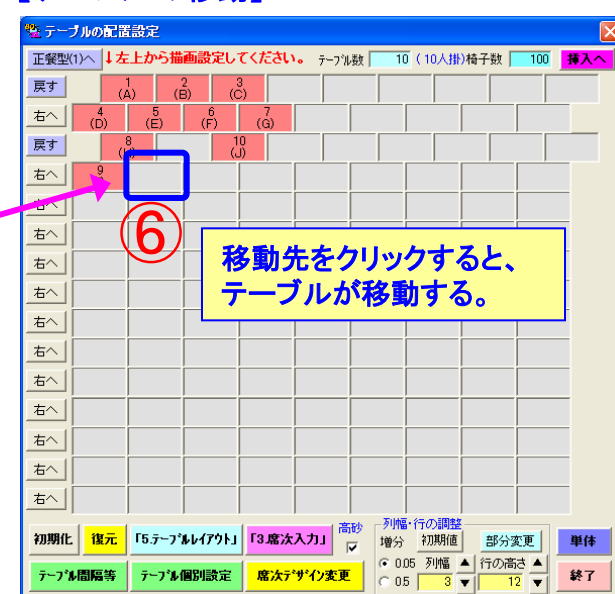 テーブルの配置設定
正餐型(1)へ ↓左上から描画設定してください。 テーブル数 10 (10人掛)椅子数 100 挿入へ
戻す 1 2 3
(A) (B) (C)
右へ 4 5 6 7
(D) (E) (F) (G)
戻す 8 10
(J)
右へ 9
右へ
右へ
⑥
右へ
移動先をクリックすると、
テーブルが移動する。
右へ
右へ
右へ
右へ
右へ
右へ
右へ
右へ
初期化 復元 「5.テーブルレイアウト」 「3.席次入力」 高砂
列幅・行の調整
増分 初期値 部分変更 単体
0.05 列幅 ▲ 行の高さ ▲
テーブル間隔等 テーブル個別設定 席次デザイン変更 0.5 3 ▼ 12 ▼ 終了